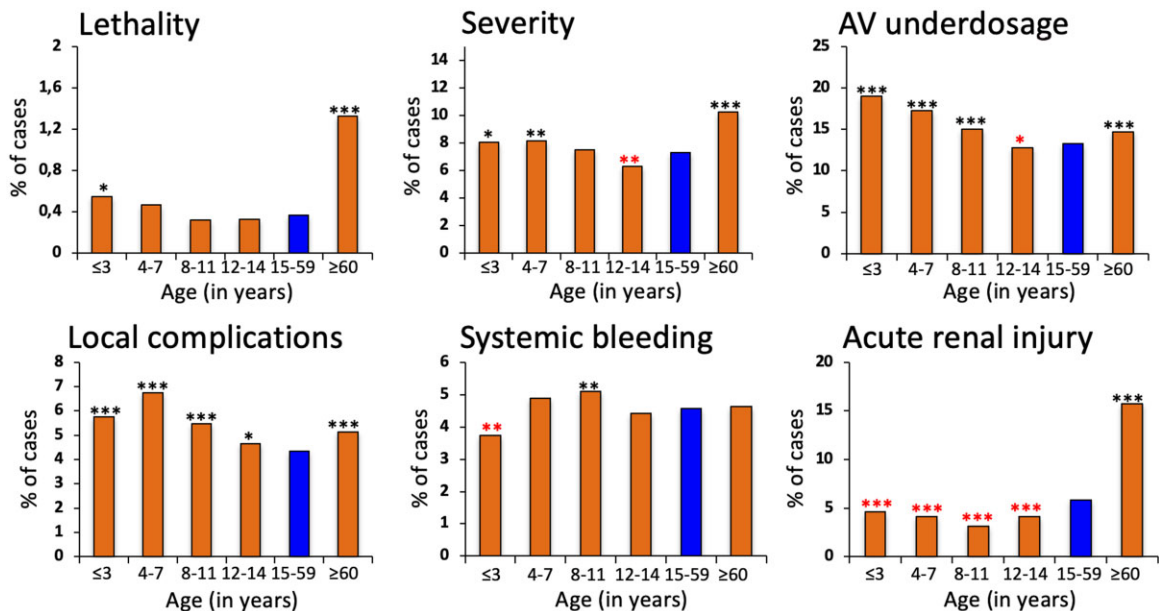 Lethality
% of cases
2
1,6
1,2
0,8
0,4
0
*
***
≤3 4-7 8-11 12-14 15-59 ≥60
Age (in years)
Severity
% of cases
14
12
10
8
6
4
2
0
*
**
**
***
≤3 4-7 8-11 12-14 15-59 ≥60
Age (in years)
AV underdosage
% of cases
25
20
15
10
5
0
***
***
***
*
***
≤3 4-7 8-11 12-14 15-59 ≥60
Age (in years)
Local complications
% of cases
8
7
6
5
4
3
2
1
0
***
***
***
*
***
≤3 4-7 8-11 12-14 15-59 ≥60
Age (in years)
Systemic bleeding
% of cases
6
5
4
3
2
1
0
**
**
≤3 4-7 8-11 12-14 15-59 ≥60
Age (in years)
Acute renal injury
% of cases
20
15
10
5
0
***
***
***
***
***
≤3 4-7 8-11 12-14 15-59 ≥60
Age (in years)